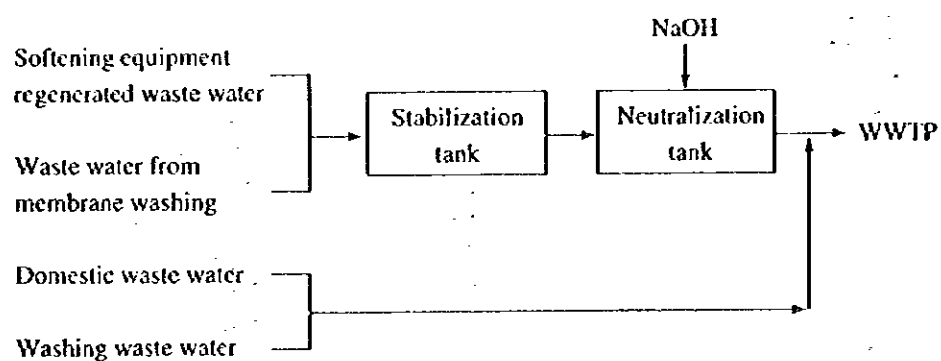 NaOH
Softening equipment
regenerated waste water
Stabilization
tank
Neutralization
tank
WWTP
Waste water from
membrane washing
Domestic waste water
Washing waste water